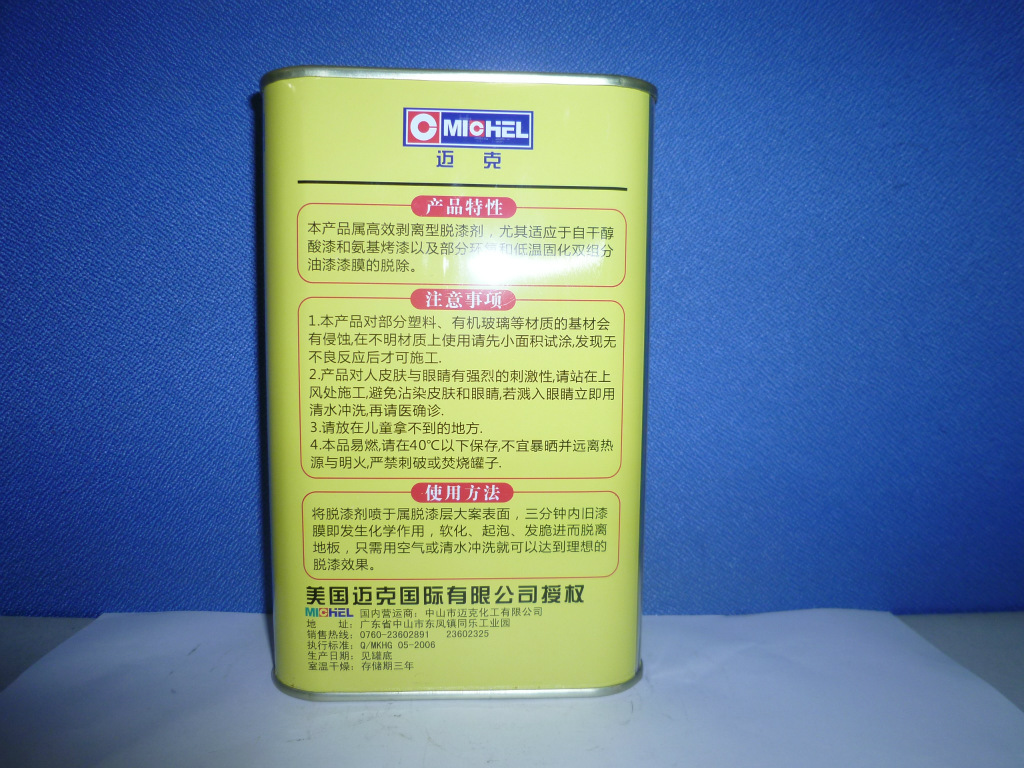 C MICHEL
迈克
产品特性
本产品属高效剥离型脱漆剂，尤其适应于自干醇
酸漆和氨基烤漆以及部分环氧和低温固化双组分
油漆漆膜的脱除。
注意事项
1.本产品对部分塑料、有机玻璃等材质的基材会
有侵蚀,在不明材质上使用请先小面积试涂,发现无
不良反应后才可施工.
2.产品对人皮肤与眼睛有强烈的刺激性,请站在上
风处施工,避免沾染皮肤和眼睛,若溅入眼睛立即用
清水冲洗,再请医确诊.
3.请放在儿童拿不到的地方.
4.本品易燃,请在40℃以下保存,不宜暴晒并远离热
源与明火,严禁刺破或焚烧罐子.
使用方法
将脱漆剂喷于属脱漆层大案表面，三分钟内旧漆
膜即发生化学作用，软化、起泡、发脆进而脱离
地板，只需用空气或清水冲洗就可以达到理想的
脱漆效果。
美国迈克国际有限公司授权
MICHEL 国内营运商：中山市迈克化工有限公司
地 址：广东省中山市东凤镇同乐工业园
销售热线：0760-23602891 23602325
执行标准：Q/MKHG 05-2006
生产日期：见罐底
室温干燥：存储期三年